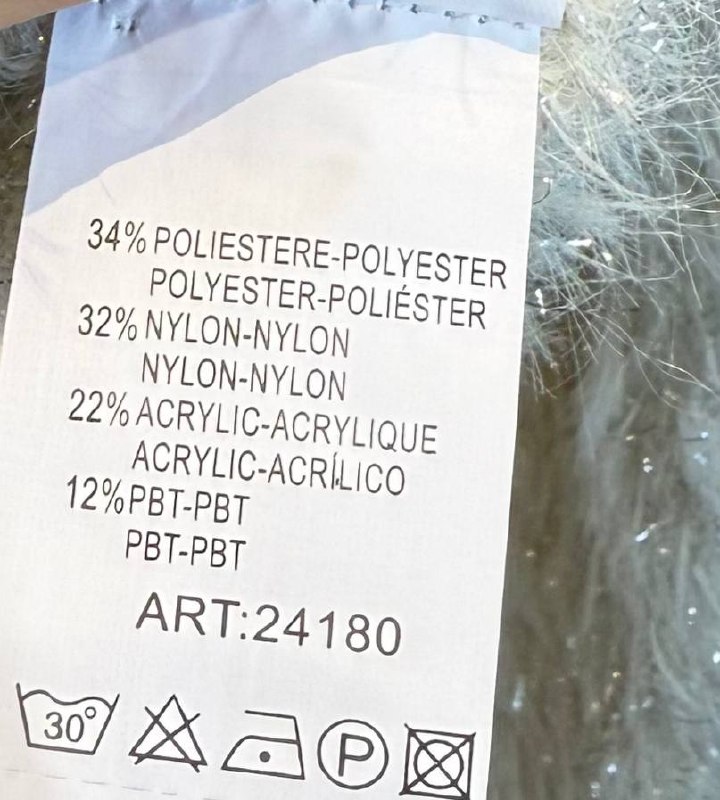 34% POLIESTERE-POLYESTER
POLYESTER-POLIÉSTER
32% NYLON-NYLON
NYLON-NYLON
22% ACRYLIC-ACRYLIQUE
ACRYLIC-ACRÍLICO
12% PBT-PBT
PBT-PBT
ART:24180
30° P